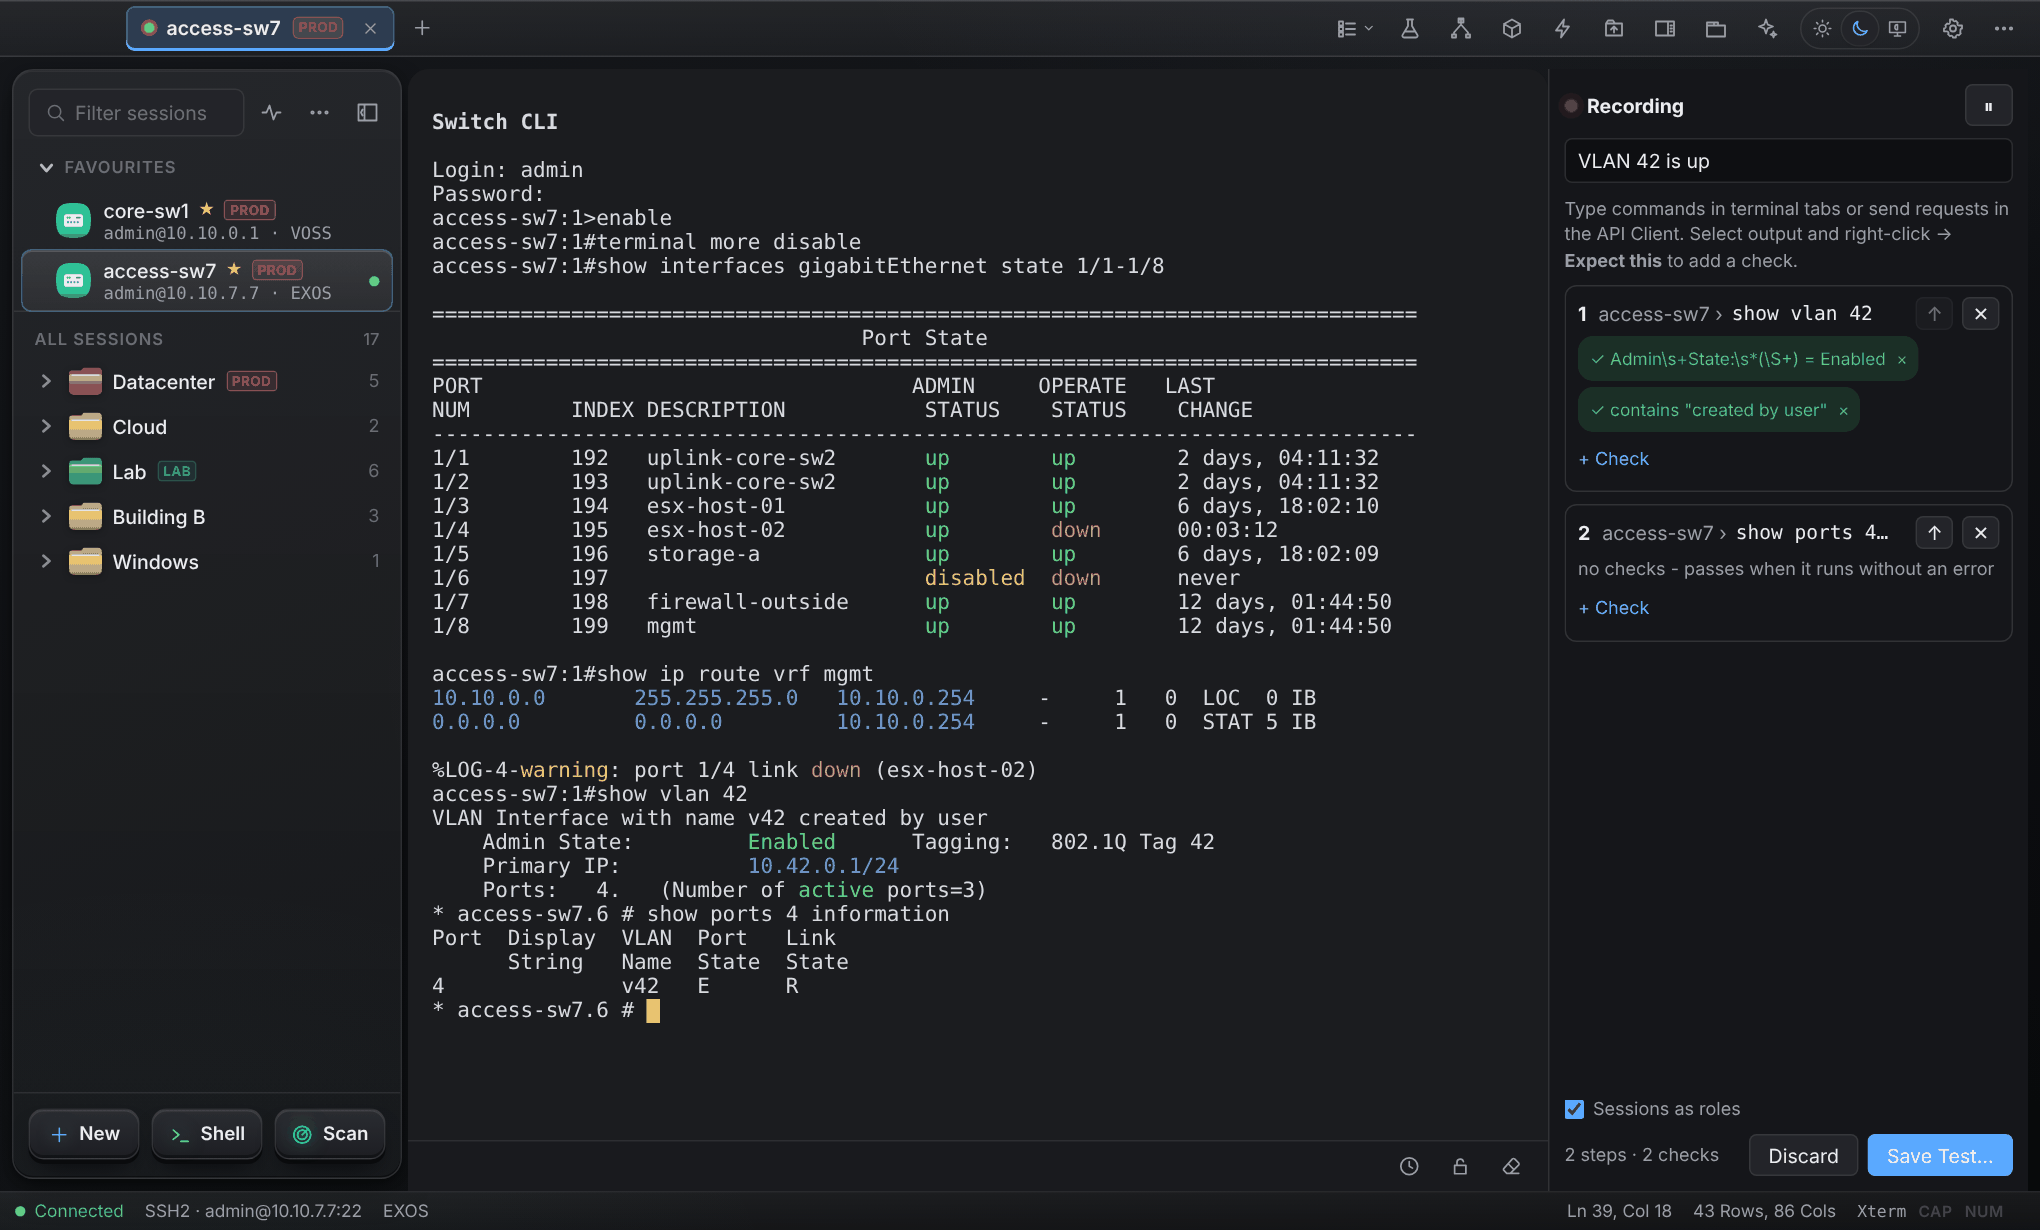 access-sw7 PROD
Filter sessions
FAVOURITES
core-sw1 PROD
admin@10.10.0.1 · VOSS
access-sw7 PROD
admin@10.10.7.7 · EXOS
ALL SESSIONS 17
Datacenter PROD 5
Cloud 2
Lab LAB 6
Building B 3
Windows 1
New Shell Scan
Switch CLI
Login: admin
Password:
access-sw7:1>enable
access-sw7:1#terminal more disable
access-sw7:1#show interfaces gigabitEthernet state 1/1-1/8
==============================================================================
Port State
==============================================================================
PORT ADMIN OPERATE LAST
NUM INDEX DESCRIPTION STATUS STATUS CHANGE
------------------------------------------------------------------------------
1/1 192 uplink-core-sw2 up up 2 days, 04:11:32
1/2 193 uplink-core-sw2 up up 2 days, 04:11:32
1/3 194 esx-host-01 up up 6 days, 18:02:10
1/4 195 esx-host-02 up down 00:03:12
1/5 196 storage-a up up 6 days, 18:02:09
1/6 197 disabled down never
1/7 198 firewall-outside up up 12 days, 01:44:50
1/8 199 mgmt up up 12 days, 01:44:50
access-sw7:1#show ip route vrf mgmt
10.10.0.0 255.255.255.0 10.10.0.254 - 1 0 LOC 0 IB
0.0.0.0 0.0.0.0 10.10.0.254 - 1 0 STAT 5 IB
%LOG-4-warning: port 1/4 link down (esx-host-02)
access-sw7:1#show vlan 42
VLAN Interface with name v42 created by user
Admin State: Enabled Tagging: 802.1Q Tag 42
Primary IP: 10.42.0.1/24
Ports: 4. (Number of active ports=3)
* access-sw7.6 # show ports 4 information
Port Display VLAN Port Link
String Name State State
4 v42 E R
* access-sw7.6 #
Recording
VLAN 42 is up
Type commands in terminal tabs or send requests in
the API Client. Select output and right-click →
Expect this to add a check.
1 access-sw7 › show vlan 42
✓ Admin\s+State:\s*(\S+) = Enabled ×
✓ contains "created by user" ×
+ Check
2 access-sw7 › show ports 4…
no checks - passes when it runs without an error
+ Check
Sessions as roles
2 steps · 2 checks Discard Save Test...
Connected SSH2 · admin@10.10.7.7:22 EXOS Ln 39, Col 18 43 Rows, 86 Cols Xterm CAP NUM